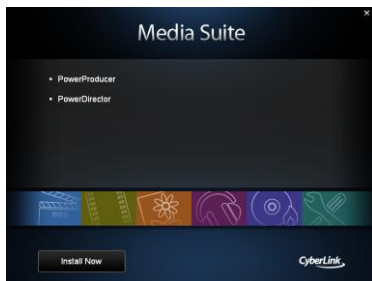 Media Suite
• PowerProducer
• PowerDirector
Install Now
CyberLink